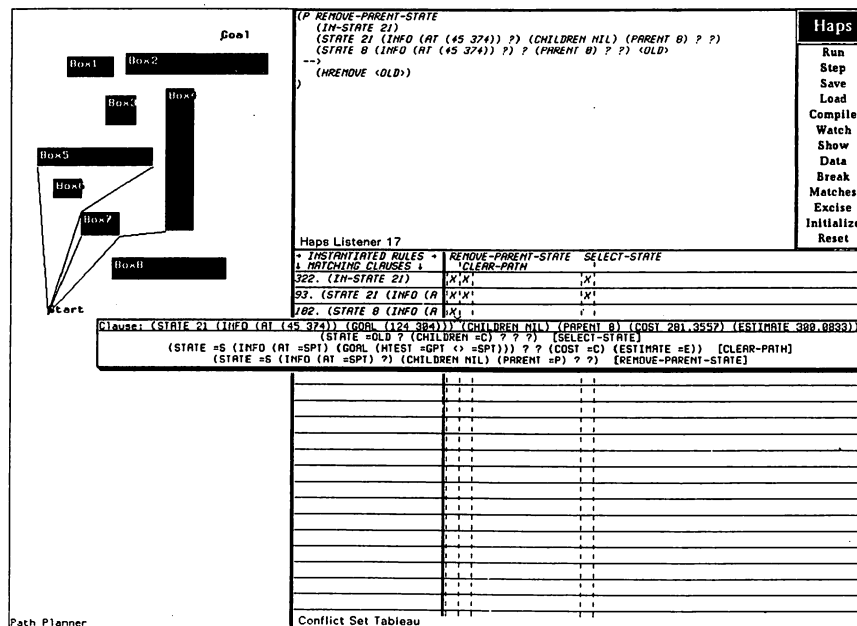 Goal
Box1
Box2
Box3
Box5
Box6
Box7
Box8
Start
Path Planner
(P REMOVE-PARENT-STATE
(IN-STATE 21)
(STATE 21 (INFO (AT (45 374)) ?) (CHILDREN NIL) (PARENT 8) ? ?)
(STATE 8 (INFO (AT (45 374)) ?) ? (PARENT 8) ? ?) <OLD>
-->
(HREMOVE <OLD>)
)
Haps Listener 17
Haps
Run
Step
Save
Load
Compile
Watch
Show
Data
Break
Matches
Excise
Initialize
Reset
→ INSTANTIATED RULES → REMOVE-PARENT-STATE SELECT-STATE
↓ MATCHING CLAUSES ↓ CLEAR-PATH
322. (IN-STATE 21) X X X
93. (STATE 21 (INFO (A X X X
182. (STATE 8 (INFO (A X
Clause: (STATE 21 (INFO (AT (45 374)) (GOAL (124 304))) (CHILDREN NIL) (PARENT 8) (COST 201.3557) (ESTIMATE 300.0833))
(STATE =OLD ? (CHILDREN =C) ? ? ?) [SELECT-STATE]
(STATE =S (INFO (AT =SPT) (GOAL (HTEST =GPT <> =SPT))) ? ? (COST =C) (ESTIMATE =E)) [CLEAR-PATH]
(STATE =S (INFO (AT =SPT) ?) (CHILDREN NIL) (PARENT =P) ? ?) [REMOVE-PARENT-STATE]
Conflict Set Tableau